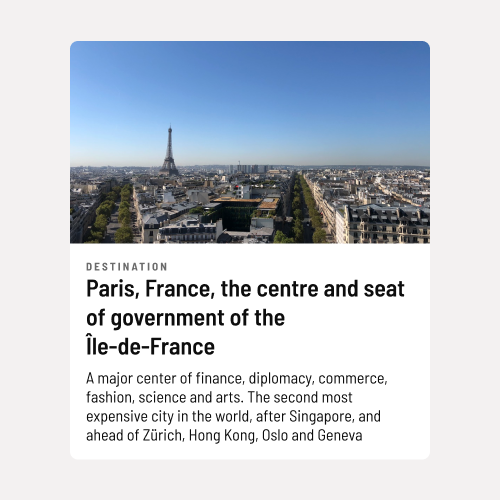 DESTINATION
Paris, France, the centre and seat
of government of the
Île-de-France
A major center of finance, diplomacy, commerce,
fashion, science and arts. The second most
expensive city in the world, after Singapore, and
ahead of Zürich, Hong Kong, Oslo and Geneva